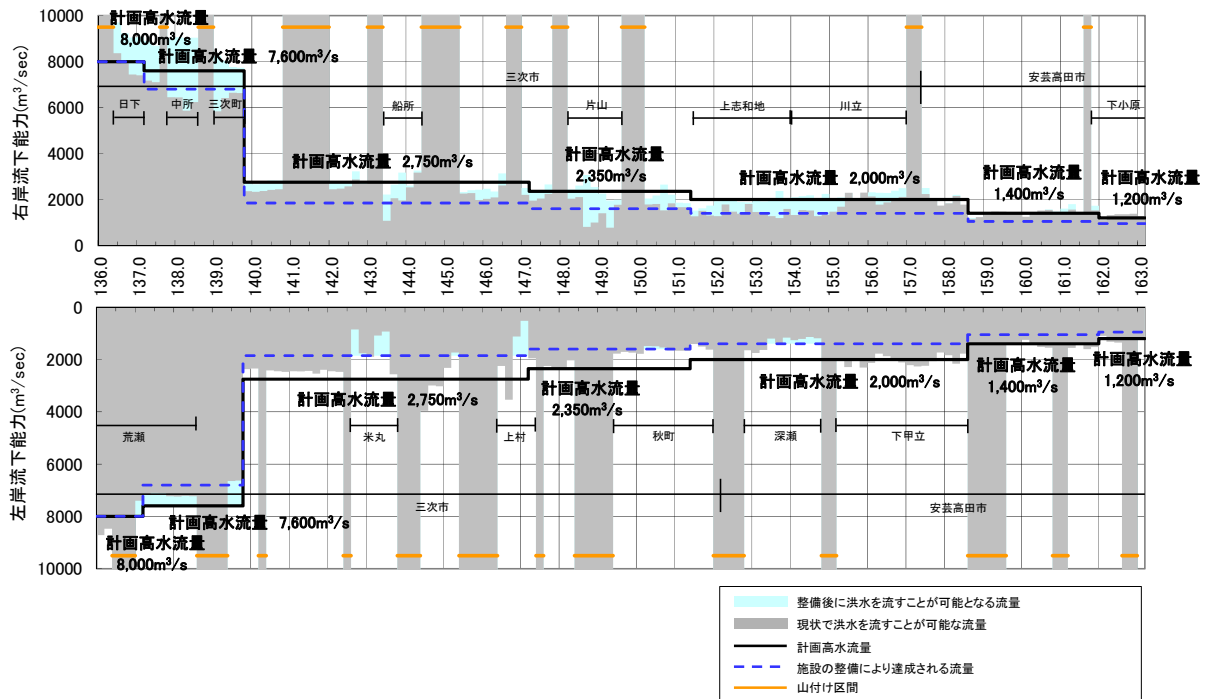 計画高水流量
8,000m³/s
計画高水流量 7,600m³/s
三次市
安芸高田市
日下
中所
三次町
船所
片山
上志和地
川立
下小原
計画高水流量 2,750m³/s
計画高水流量
2,350m³/s
計画高水流量 2,000m³/s
計画高水流量
1,400m³/s
計画高水流量
1,200m³/s
右岸流下能力(m³/sec)
10000
8000
6000
4000
2000
0
136.0
137.0
138.0
139.0
140.0
141.0
142.0
143.0
144.0
145.0
146.0
147.0
148.0
149.0
150.0
151.0
152.0
153.0
154.0
155.0
156.0
157.0
158.0
159.0
160.0
161.0
162.0
163.0
左岸流下能力(m³/sec)
0
2000
4000
6000
8000
10000
計画高水流量 2,750m³/s
計画高水流量
2,350m³/s
計画高水流量
2,000m³/s
計画高水流量
1,400m³/s
計画高水流量
1,200m³/s
荒瀬
米丸
上村
秋町
深瀬
下甲立
三次市
安芸高田市
計画高水流量 7,600m³/s
計画高水流量
8,000m³/s
整備後に洪水を流すことが可能となる流量
現状で洪水を流すことが可能な流量
計画高水流量
施設の整備により達成される流量
山付け区間